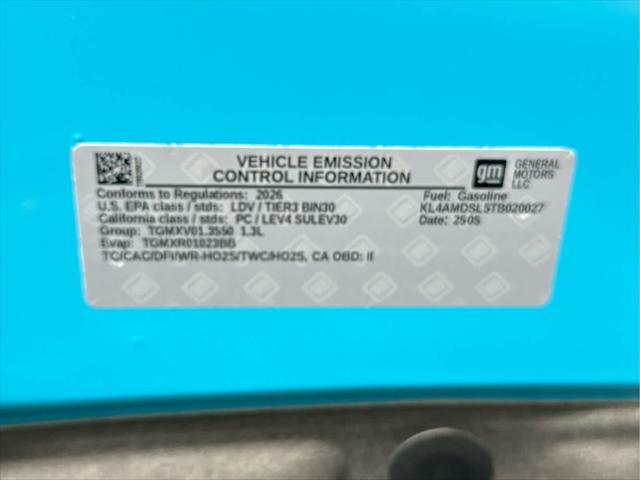 VEHICLE EMISSION
CONTROL INFORMATION
gm GENERAL MOTORS LLC
Conforms to Regulations: 2026
Fuel: Gasoline
U.S. EPA class / stds: LDV / TIER3 BIN30
KL4AMDSL5TB020027
California class / stds: PC / LEV4 SULEV30
Date: 2505
Group: TGMXV01.3550 1.3L
Evap: TGMXR01023BB
TC/CAC/DFI/WR-HO2S/TWC/HO2S, CA OBD: II